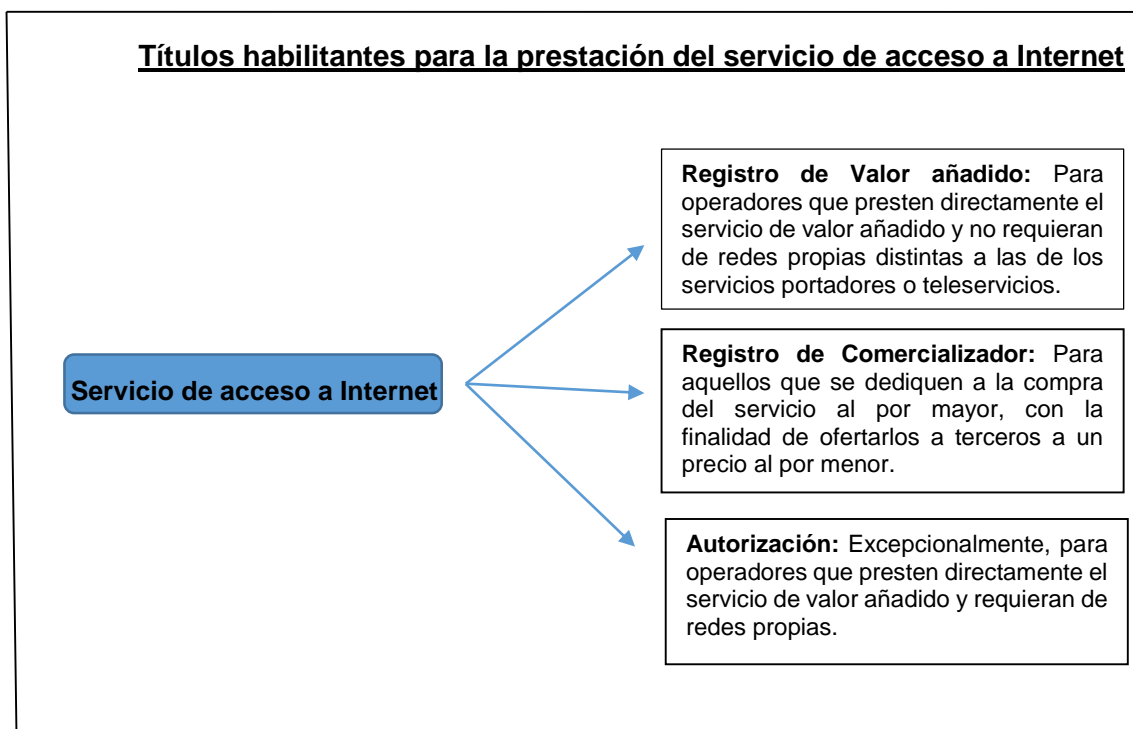 Títulos habilitantes para la prestación del servicio de acceso a Internet
Registro de Valor añadido: Para
operadores que presten directamente el
servicio de valor añadido y no requieran
de redes propias distintas a las de los
servicios portadores o teleservicios.
Servicio de acceso a Internet
Registro de Comercializador: Para
aquellos que se dediquen a la compra
del servicio al por mayor, con la
finalidad de ofertarlos a terceros a un
precio al por menor.
Autorización: Excepcionalmente, para
operadores que presten directamente el
servicio de valor añadido y requieran de
redes propias.